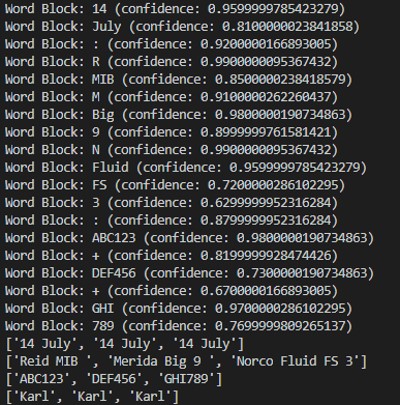 Word Block: 14 (confidence: 0.9599999785423279)
Word Block: July (confidence: 0.8100000023841858)
Word Block: : (confidence: 0.9200000166893005)
Word Block: R (confidence: 0.9900000095367432)
Word Block: MIB (confidence: 0.8500000238418579)
Word Block: M (confidence: 0.9100000262260437)
Word Block: Big (confidence: 0.9800000190734863)
Word Block: 9 (confidence: 0.8999999761581421)
Word Block: N (confidence: 0.9900000095367432)
Word Block: Fluid (confidence: 0.9599999785423279)
Word Block: FS (confidence: 0.7200000286102295)
Word Block: 3 (confidence: 0.6299999952316284)
Word Block: : (confidence: 0.8799999952316284)
Word Block: ABC123 (confidence: 0.9800000190734863)
Word Block: + (confidence: 0.8199999928474426)
Word Block: DEF456 (confidence: 0.7300000190734863)
Word Block: + (confidence: 0.6700000166893005)
Word Block: GHI (confidence: 0.9700000286102295)
Word Block: 789 (confidence: 0.7699999809265137)
['14 July', '14 July', '14 July']
['Reid MIB ', 'Merida Big 9 ', 'Norco Fluid FS 3']
['ABC123', 'DEF456', 'GHI789']
['Karl', 'Karl', 'Karl']